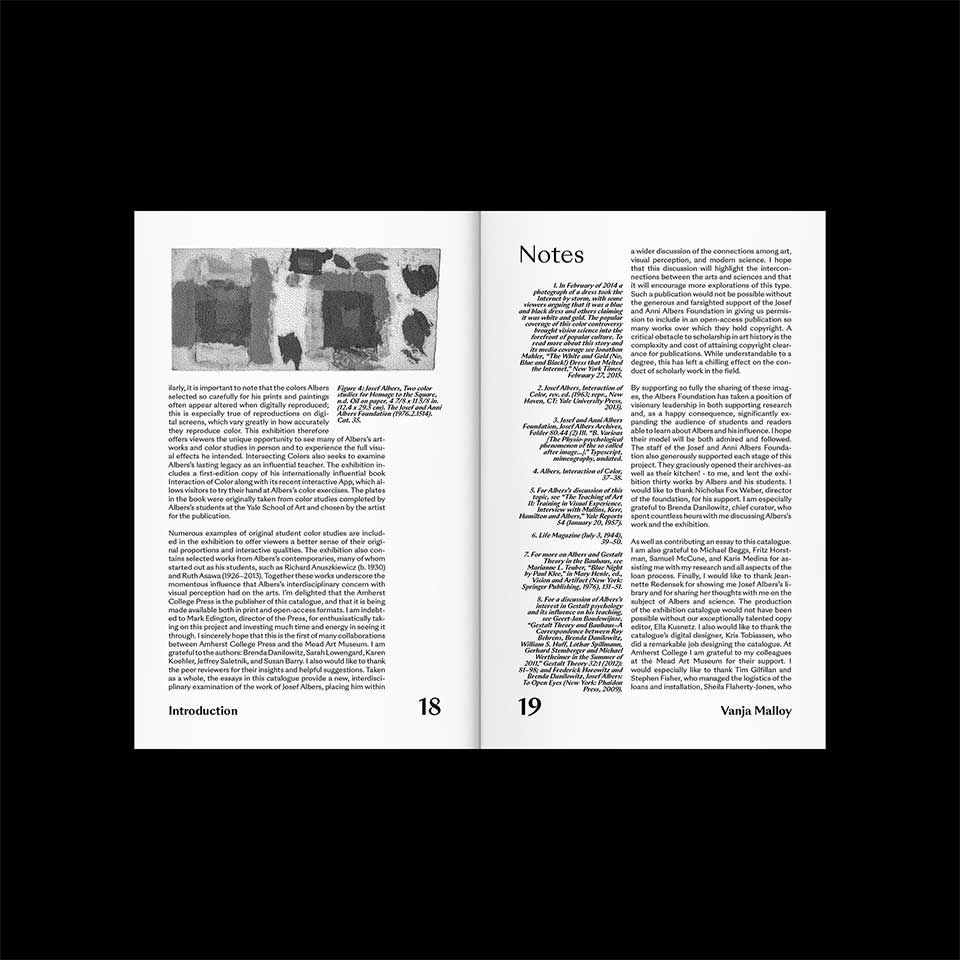 ilarly, it is important to note that the colors Albers
selected so carefully for his prints and paintings
often appear altered when digitally reproduced;
this is especially true of reproductions on digi-
tal screens, which vary greatly in how accurately
they reproduce color. This exhibition therefore
offers viewers the unique opportunity to see many of Albers's art-
works and color studies in person and to experience the full visu-
al effects he intended. Intersecting Colors also seeks to examine
Albers's lasting legacy as an influential teacher. The exhibition in-
cludes a first-edition copy of his internationally influential book
Interaction of Color along with its recent interactive App, which al-
lows visitors to try their hand at Albers's color exercises. The plates
in the book were originally taken from color studies completed by
Albers's students at the Yale School of Art and chosen by the artist
for the publication.
Numerous examples of original student color studies are includ-
ed in the exhibition to offer viewers a better sense of their origi-
nal proportions and interactive qualities. The exhibition also con-
tains selected works from Albers's contemporaries, many of whom
started out as his students, such as Richard Anuszkiewicz (b. 1930)
and Ruth Asawa (1926–2013). Together these works underscore the
momentous influence that Albers's interdisciplinary concern with
visual perception had on the arts. I'm delighted that the Amherst
College Press is the publisher of this catalogue, and that it is being
made available both in print and open-access formats. I am indebt-
ed to Mark Edington, director of the Press, for enthusiastically tak-
ing on this project and investing much time and energy in seeing it
through. I sincerely hope that this is the first of many collaborations
between Amherst College Press and the Mead Art Museum. I am
grateful to the authors: Brenda Danilowitz, Sarah Lowengard, Karen
Koehler, Jeffrey Saletnik, and Susan Barry. I also would like to thank
the peer reviewers for their insights and helpful suggestions. Taken
as a whole, the essays in this catalogue provide a new, interdisci-
plinary examination of the work of Josef Albers, placing him within
Figure 4: Josef Albers, Two color
studies for Homage to the Square,
n.d. Oil on paper, 4 7/8 x 11 5/8 in.
(12.4 x 29.5 cm). The Josef and Anni
Albers Foundation (1976.2.1514).
Cat. 35.
Introduction
18
Notes
1. In February of 2014 a
photograph of a dress took the
Internet by storm, with some
viewers arguing that it was a blue
and black dress and others claiming
it was white and gold. The popular
coverage of this color controversy
brought vision science into the
forefront of popular culture. To
read more about this story and
its media coverage see Jonathon
Mahler, "The White and Gold (No,
Blue and Black!) Dress that Melted
the Internet," New York Times,
February 27, 2015.
2. Josef Albers, Interaction of
Color, rev. ed. (1963; repr., New
Haven, CT: Yale University Press,
2013).
3. Josef and Anni Albers
Foundation, Josef Albers Archives,
Folder 80.44 (2) III. "B. Various
[The Physio-psychological
phenomenon of the so called
after image...]." Typescript,
mimeography, undated.
4. Albers, Interaction of Color,
37–38.
5. For Albers's discussion of this
topic, see "The Teaching of Art
II: Training in Visual Experience,
Interview with Mullins, Kerr,
Hamilton and Albers," Yale Reports
54 (January 20, 1957).
6. Life Magazine (July 3, 1944),
39–50.
7. For more on Albers and Gestalt
Theory in the Bauhaus, see
Marianne L. Teuber, "Blue Night
by Paul Klee," in Mary Henle, ed.,
Vision and Artifact (New York:
Springer Publishing, 1976), 131–51.
8. For a discussion of Albers's
interest in Gestalt psychology
and its influence on his teaching,
see Geert-Jan Boudewijnse,
"Gestalt Theory and Bauhaus–A
Correspondence between Roy
Behrens, Brenda Danilowitz,
William S. Huff, Lothar Spillmann,
Gerhard Stemberger and Michael
Wertheimer in the Summer of
2011," Gestalt Theory 32:1 (2012):
81–98; and Frederick Horowitz and
Brenda Danilowitz, Josef Albers:
To Open Eyes (New York: Phaidon
Press, 2009).
a wider discussion of the connections among art,
visual perception, and modern science. I hope
that this discussion will highlight the intercon-
nections between the arts and sciences and that
it will encourage more explorations of this type.
Such a publication would not be possible without
the generous and farsighted support of the Josef
and Anni Albers Foundation in giving us permis-
sion to include in an open-access publication so
many works over which they hold copyright. A
critical obstacle to scholarship in art history is the
complexity and cost of attaining copyright clear-
ance for publications. While understandable to a
degree, this has left a chilling effect on the con-
duct of scholarly work in the field.
By supporting so fully the sharing of these imag-
es, the Albers Foundation has taken a position of
visionary leadership in both supporting research
and, as a happy consequence, significantly ex-
panding the audience of students and readers
able to learn about Albers and his influence. I hope
their model will be both admired and followed.
The staff of the Josef and Anni Albers Founda-
tion also generously supported each stage of this
project. They graciously opened their archives-as
well as their kitchen! - to me, and lent the exhi-
bition thirty works by Albers and his students. I
would like to thank Nicholas Fox Weber, director
of the foundation, for his support. I am especially
grateful to Brenda Danilowitz, chief curator, who
spent countless hours with me discussing Albers's
work and the exhibition.
As well as contributing an essay to this catalogue.
I am also grateful to Michael Beggs, Fritz Horst-
man, Samuel McCune, and Karis Medina for as-
sisting me with my research and all aspects of the
loan process. Finally, I would like to thank Jean-
nette Redensek for showing me Josef Albers's li-
brary and for sharing her thoughts with me on the
subject of Albers and science. The production
of the exhibition catalogue would not have been
possible without our exceptionally talented copy
editor, Ella Kusnetz. I also would like to thank the
catalogue's digital designer, Kris Tobiassen, who
did a remarkable job designing the catalogue. At
Amherst College I am grateful to my colleagues
at the Mead Art Museum for their support. I
would especially like to thank Tim Gilfillan and
Stephen Fisher, who managed the logistics of the
loans and installation, Sheila Flaherty-Jones, who
19
Vanja Malloy